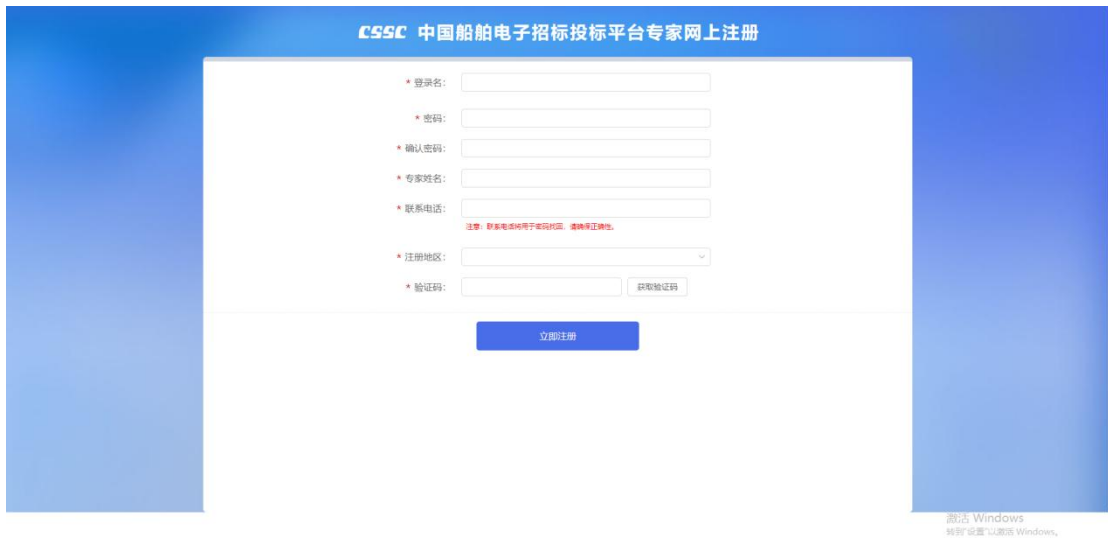 CSSC 中国船舶电子招标投标平台专家网上注册
* 登录名:
* 密码:
* 确认密码:
* 专家姓名:
* 联系电话:
注意：联系电话将用于密码找回，请确保正确性。
* 注册地区:
* 验证码: 获取验证码
立即注册
激活 Windows
转到"设置"以激活 Windows。